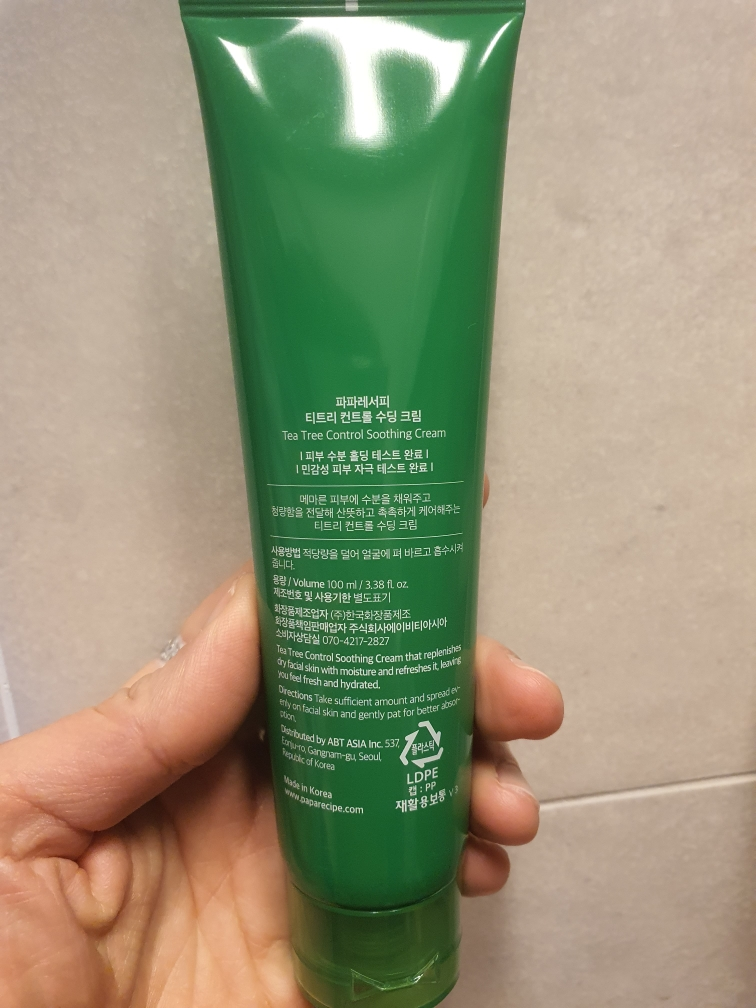 파파레서피
티트리 컨트롤 수딩 크림
Tea Tree Control Soothing Cream
I 피부 수분 홀딩 테스트 완료 I
I 민감성 피부 자극 테스트 완료 I
메마른 피부에 수분을 채워주고
청량함을 전달해 산뜻하고 촉촉하게 케어해주는
티트리 컨트롤 수딩 크림
사용방법 적당량을 덜어 얼굴에 펴 바르고 흡수시켜
줍니다.
용량 / Volume 100 ml / 3.38 fl. oz.
제조번호 및 사용기한 별도표기
화장품제조업자 (주)한국화장품제조
화장품책임판매업자 주식회사에이비티아시아
소비자상담실 070-4217-2827
Tea Tree Control Soothing Cream that replenishes
dry facial skin with moisture and refreshes it, leaving
you feel fresh and hydrated.
Directions Take sufficient amount and spread ev-
enly on facial skin and gently pat for better absor-
ption.
Distributed by ABT ASIA Inc. 537,
Eonju-ro, Gangnam-gu, Seoul,
Republic of Korea
Made in Korea
www.paparecipe.com
플라스틱
LDPE
캡 : PP
재활용보통